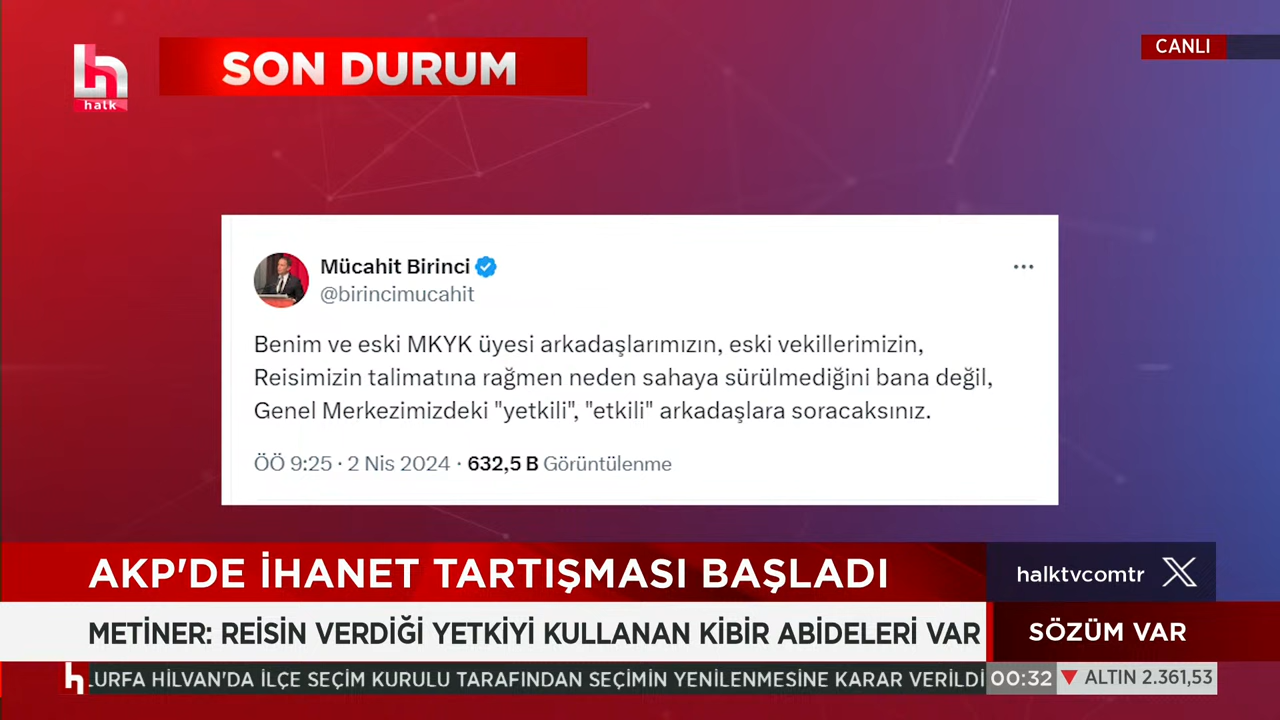 SON DURUM
CANLI
halk
Mücahit Birinci
@birincimucahit
Benim ve eski MKYK üyesi arkadaşlarımızın, eski vekillerimizin,
Reisimizin talimatına rağmen neden sahaya sürülmediğini bana değil,
Genel Merkezimizdeki "yetkili", "etkili" arkadaşlara soracaksınız.
ÖÖ 9:25 · 2 Nis 2024 · 632,5 B Görüntülenme
AKP'DE İHANET TARTIŞMASI BAŞLADI
halktvcomtr
METİNER: REİSİN VERDİĞİ YETKİYİ KULLANAN KİBİR ABİDELERİ VAR
SÖZÜM VAR
LURFA HİLVAN'DA İLÇE SEÇİM KURULU TARAFINDAN SEÇİMİN YENİLENMESİNE KARAR VERİLDİ
00:32
ALTIN 2.361,53